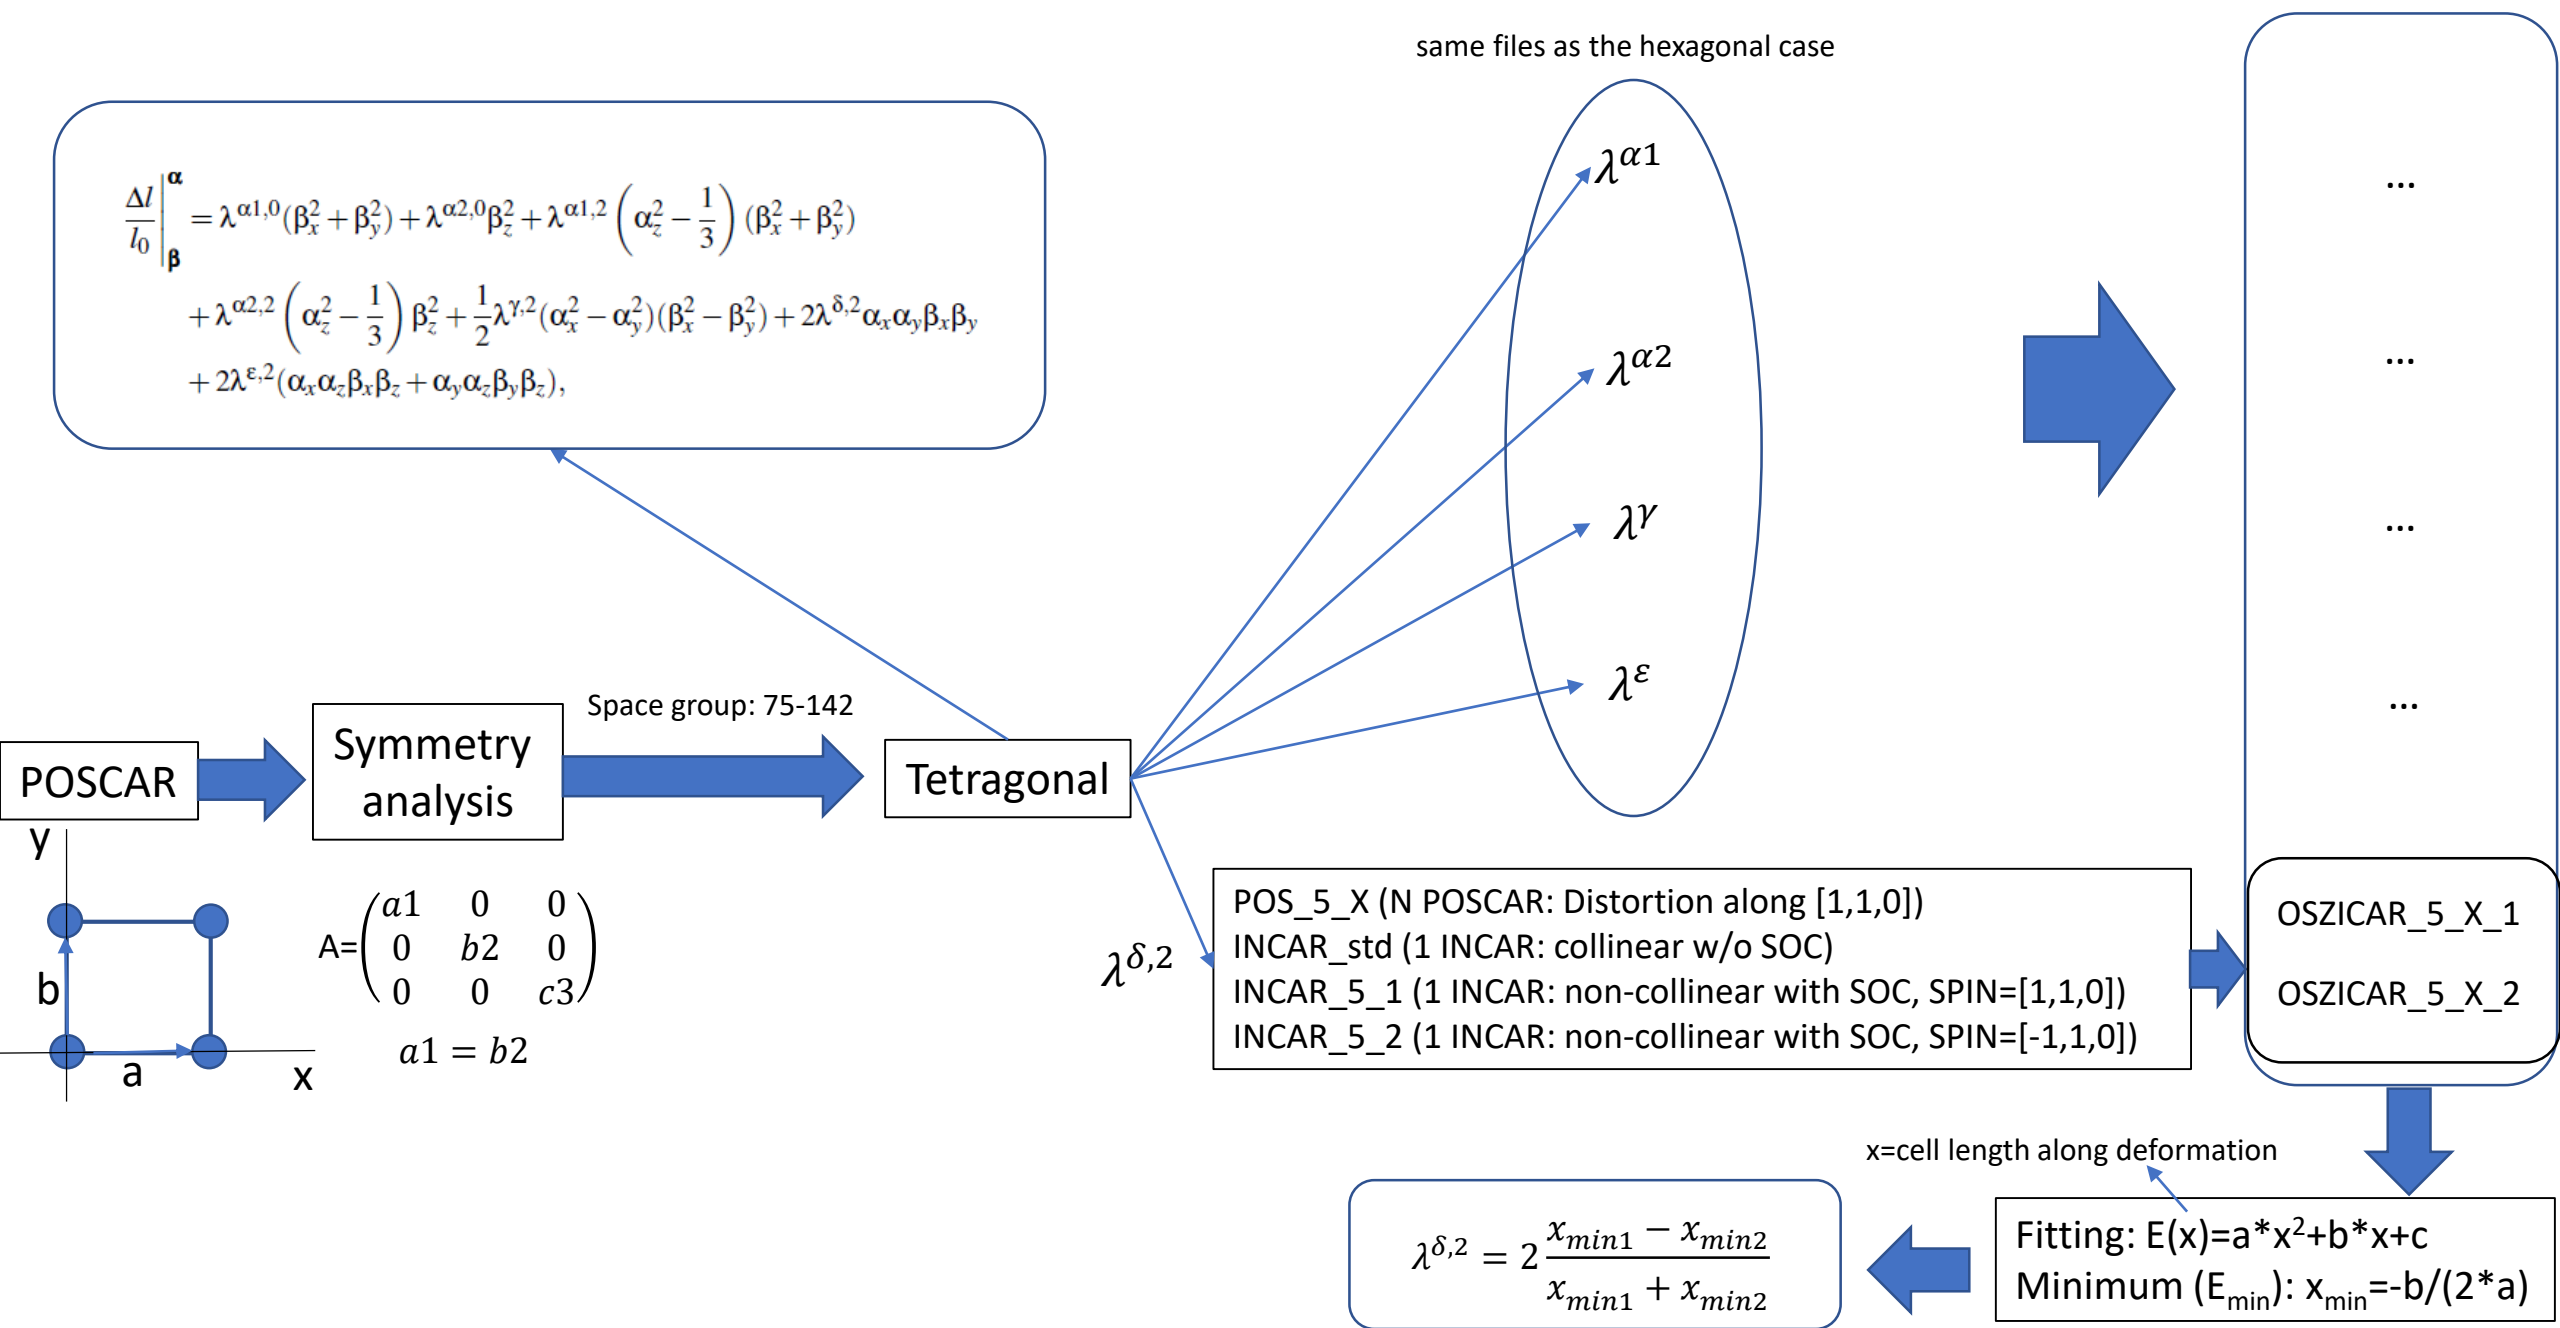 same files as the hexagonal case
Δl/l₀ |^α_β = λ^{α1,0}(β_x² + β_y²) + λ^{α2,0}β_z² + λ^{α1,2}(α_z² − 1/3)(β_x² + β_y²)
+ λ^{α2,2}(α_z² − 1/3)β_z² + 1/2 λ^{γ,2}(α_x² − α_y²)(β_x² − β_y²) + 2λ^{δ,2}α_xα_yβ_xβ_y
+ 2λ^{ε,2}(α_xα_zβ_xβ_z + α_yα_zβ_yβ_z),
λ^{α1}
...
λ^{α2}
...
λ^γ
...
λ^ε
...
POSCAR
Symmetry
analysis
Space group: 75-142
Tetragonal
y
b
a
x
A=
a1 0 0
0 b2 0
0 0 c3
a1 = b2
λ^{δ,2}
POS_5_X (N POSCAR: Distortion along [1,1,0])
INCAR_std (1 INCAR: collinear w/o SOC)
INCAR_5_1 (1 INCAR: non-collinear with SOC, SPIN=[1,1,0])
INCAR_5_2 (1 INCAR: non-collinear with SOC, SPIN=[-1,1,0])
OSZICAR_5_X_1
OSZICAR_5_X_2
x=cell length along deformation
Fitting: E(x)=a*x²+b*x+c
Minimum (E_min): x_min=-b/(2*a)
λ^{δ,2} = 2 (x_{min1} − x_{min2})/(x_{min1} + x_{min2})